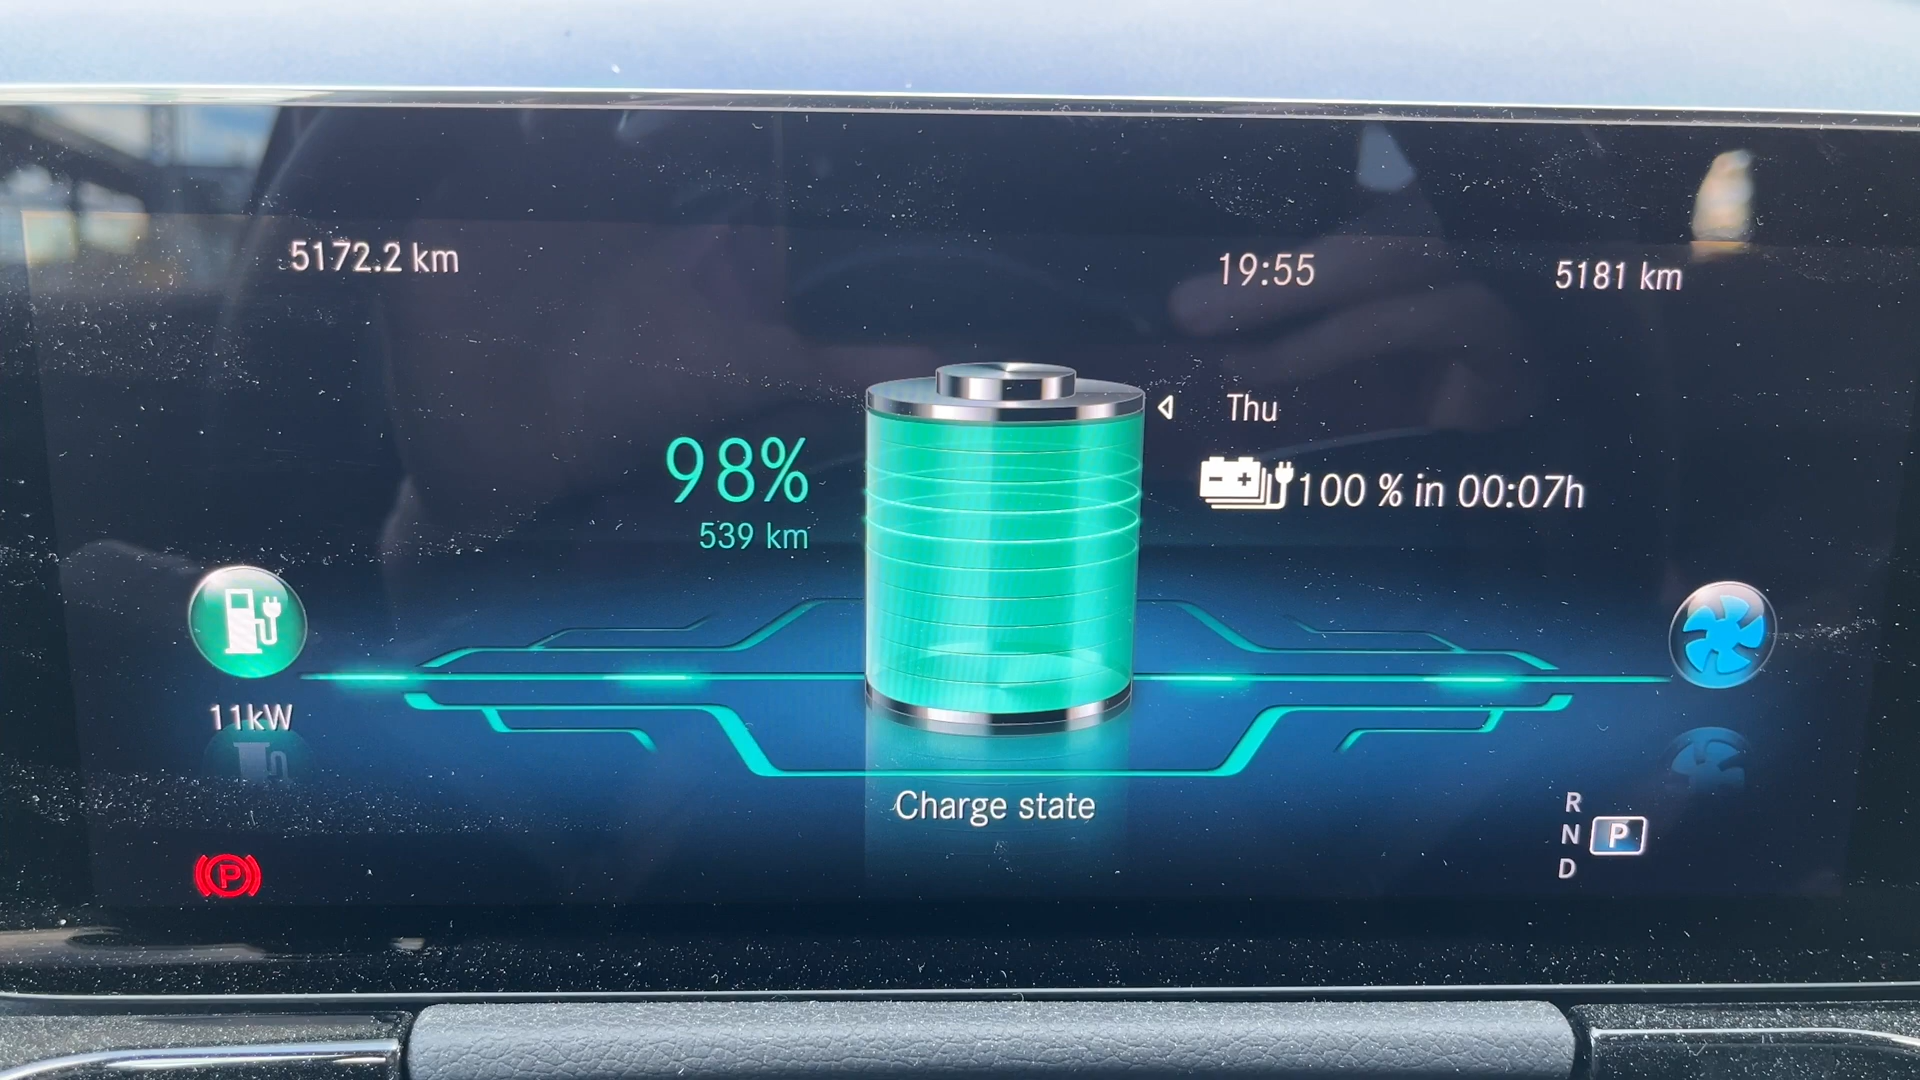 5172.2 km
19:55
5181 km
Thu
98%
539 km
100 % in 00:07h
11kW
Charge state
R
N P
D
P